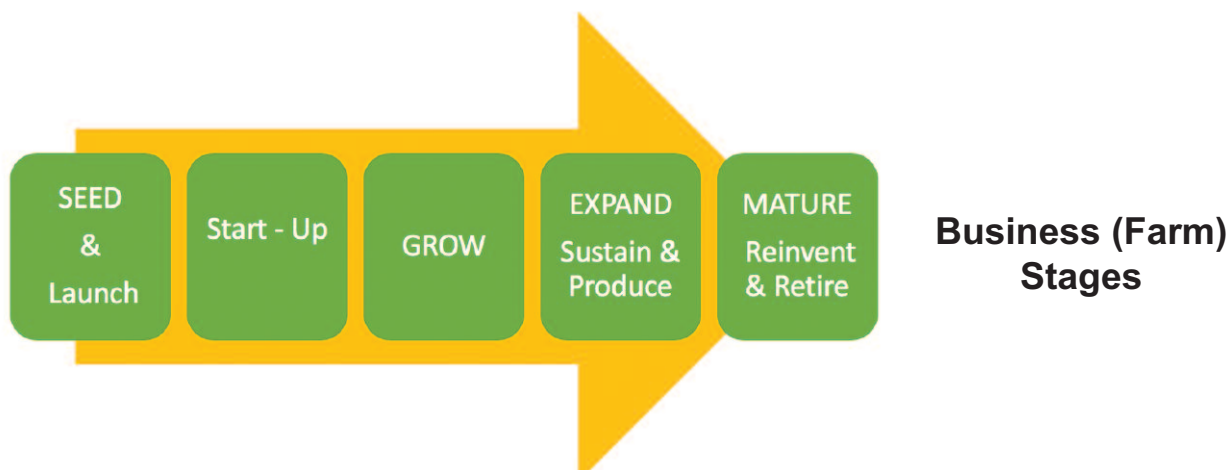 SEED
&
Launch
Start - Up
GROW
EXPAND
Sustain &
Produce
MATURE
Reinvent
& Retire
Business (Farm)
Stages